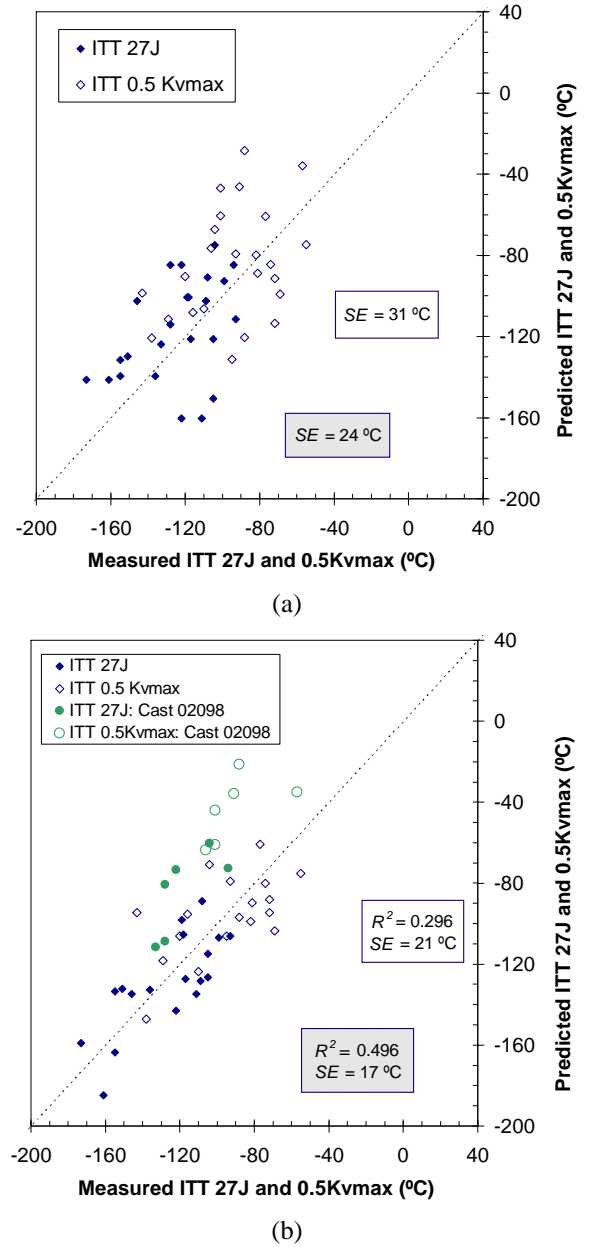 40
ITT 27J
ITT 0.5 Kvmax
0
-40
-80
SE = 31 ºC
-120
SE = 24 ºC
-160
-200
Predicted ITT 27J and 0.5Kvmax (ºC)
-200 -160 -120 -80 -40 0 40
Measured ITT 27J and 0.5Kvmax (ºC)
(a)
40
ITT 27J
ITT 0.5 Kvmax
ITT 27J: Cast 02098
ITT 0.5Kvmax: Cast 02098
0
-40
-80
R² = 0.296
SE = 21 ºC
-120
R² = 0.496
SE = 17 ºC
-160
-200
Predicted ITT 27J and 0.5Kvmax (ºC)
-200 -160 -120 -80 -40 0 40
Measured ITT 27J and 0.5Kvmax (ºC)
(b)